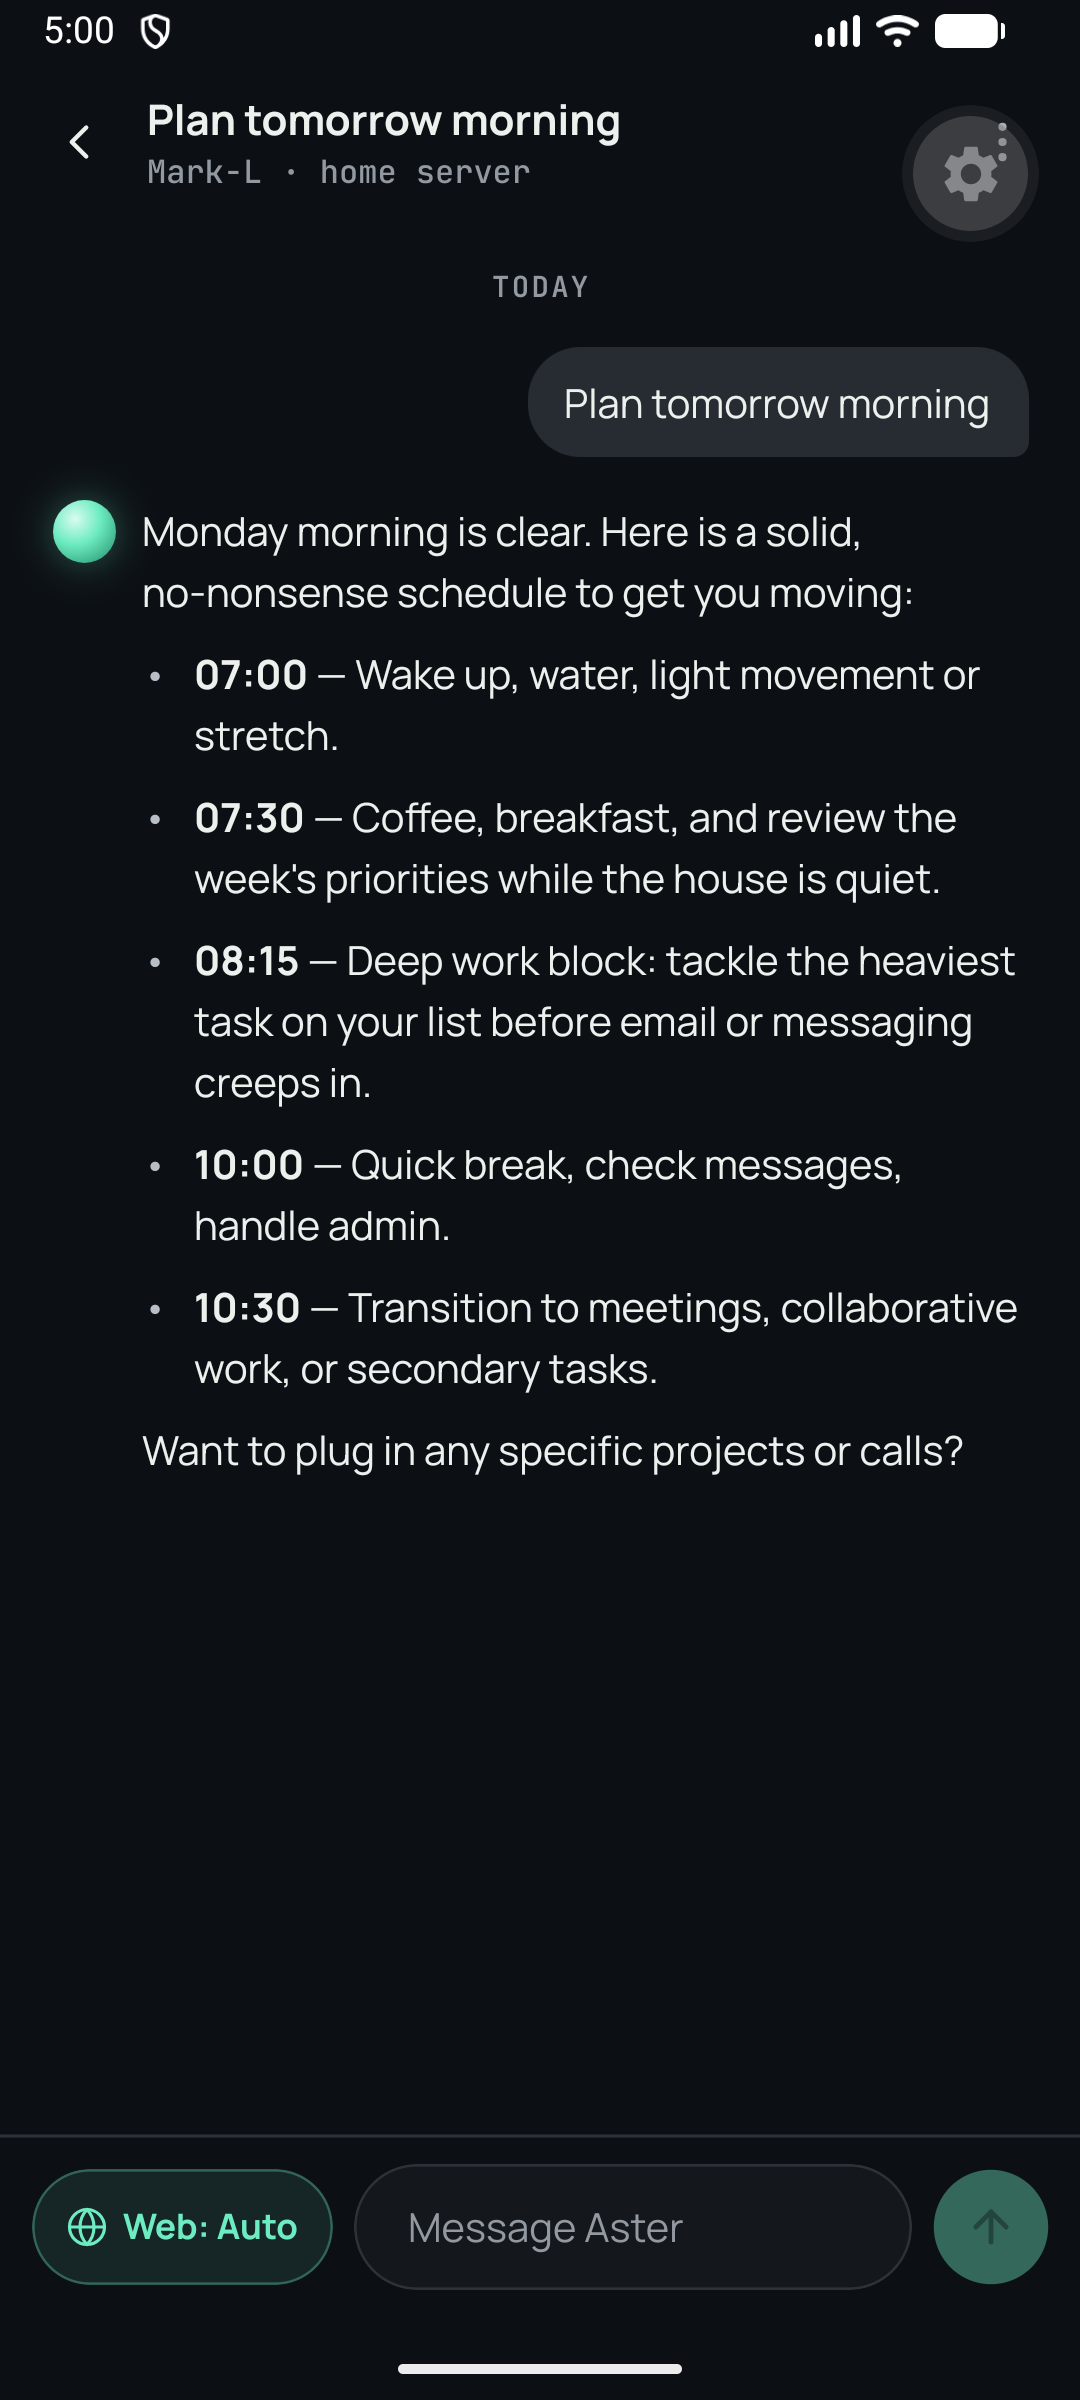 5:00
Plan tomorrow morning
Mark-L · home server
TODAY
Plan tomorrow morning
Monday morning is clear. Here is a solid,
no-nonsense schedule to get you moving:
• 07:00 — Wake up, water, light movement or
stretch.
• 07:30 — Coffee, breakfast, and review the
week's priorities while the house is quiet.
• 08:15 — Deep work block: tackle the heaviest
task on your list before email or messaging
creeps in.
• 10:00 — Quick break, check messages,
handle admin.
• 10:30 — Transition to meetings, collaborative
work, or secondary tasks.
Want to plug in any specific projects or calls?
Web: Auto
Message Aster